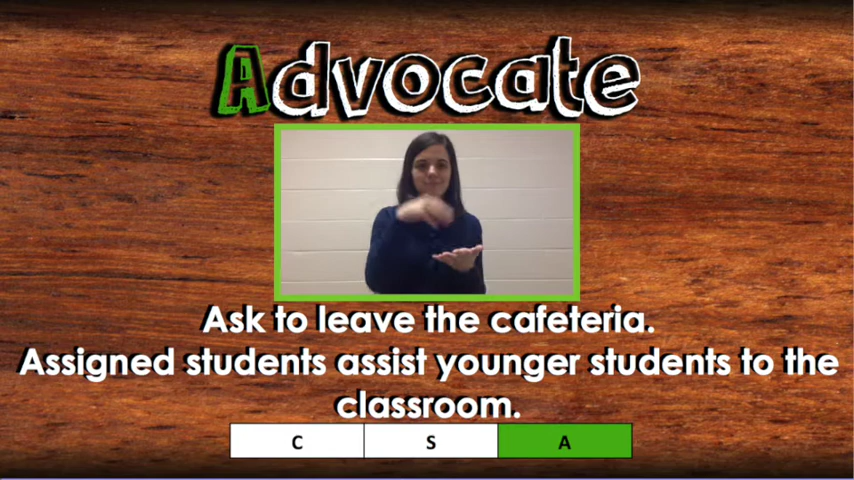 Advocate
Ask to leave the cafeteria.
Assigned students assist younger students to the
classroom.
C S A